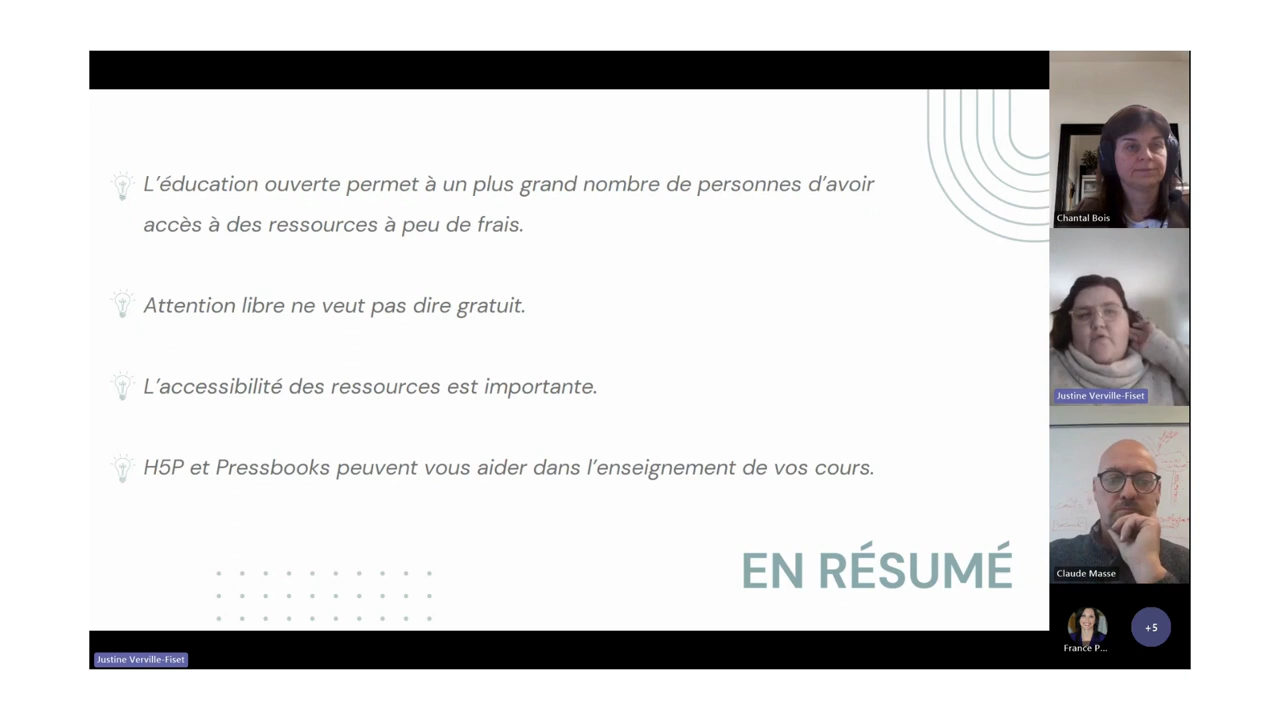 L'éducation ouverte permet à un plus grand nombre de personnes d'avoir
accès à des ressources à peu de frais.
Attention libre ne veut pas dire gratuit.
L'accessibilité des ressources est importante.
H5P et Pressbooks peuvent vous aider dans l'enseignement de vos cours.
EN RÉSUMÉ
Justine Verville-Fiset
Chantal Bois
Justine Verville-Fiset
Claude Masse
France P...
+5